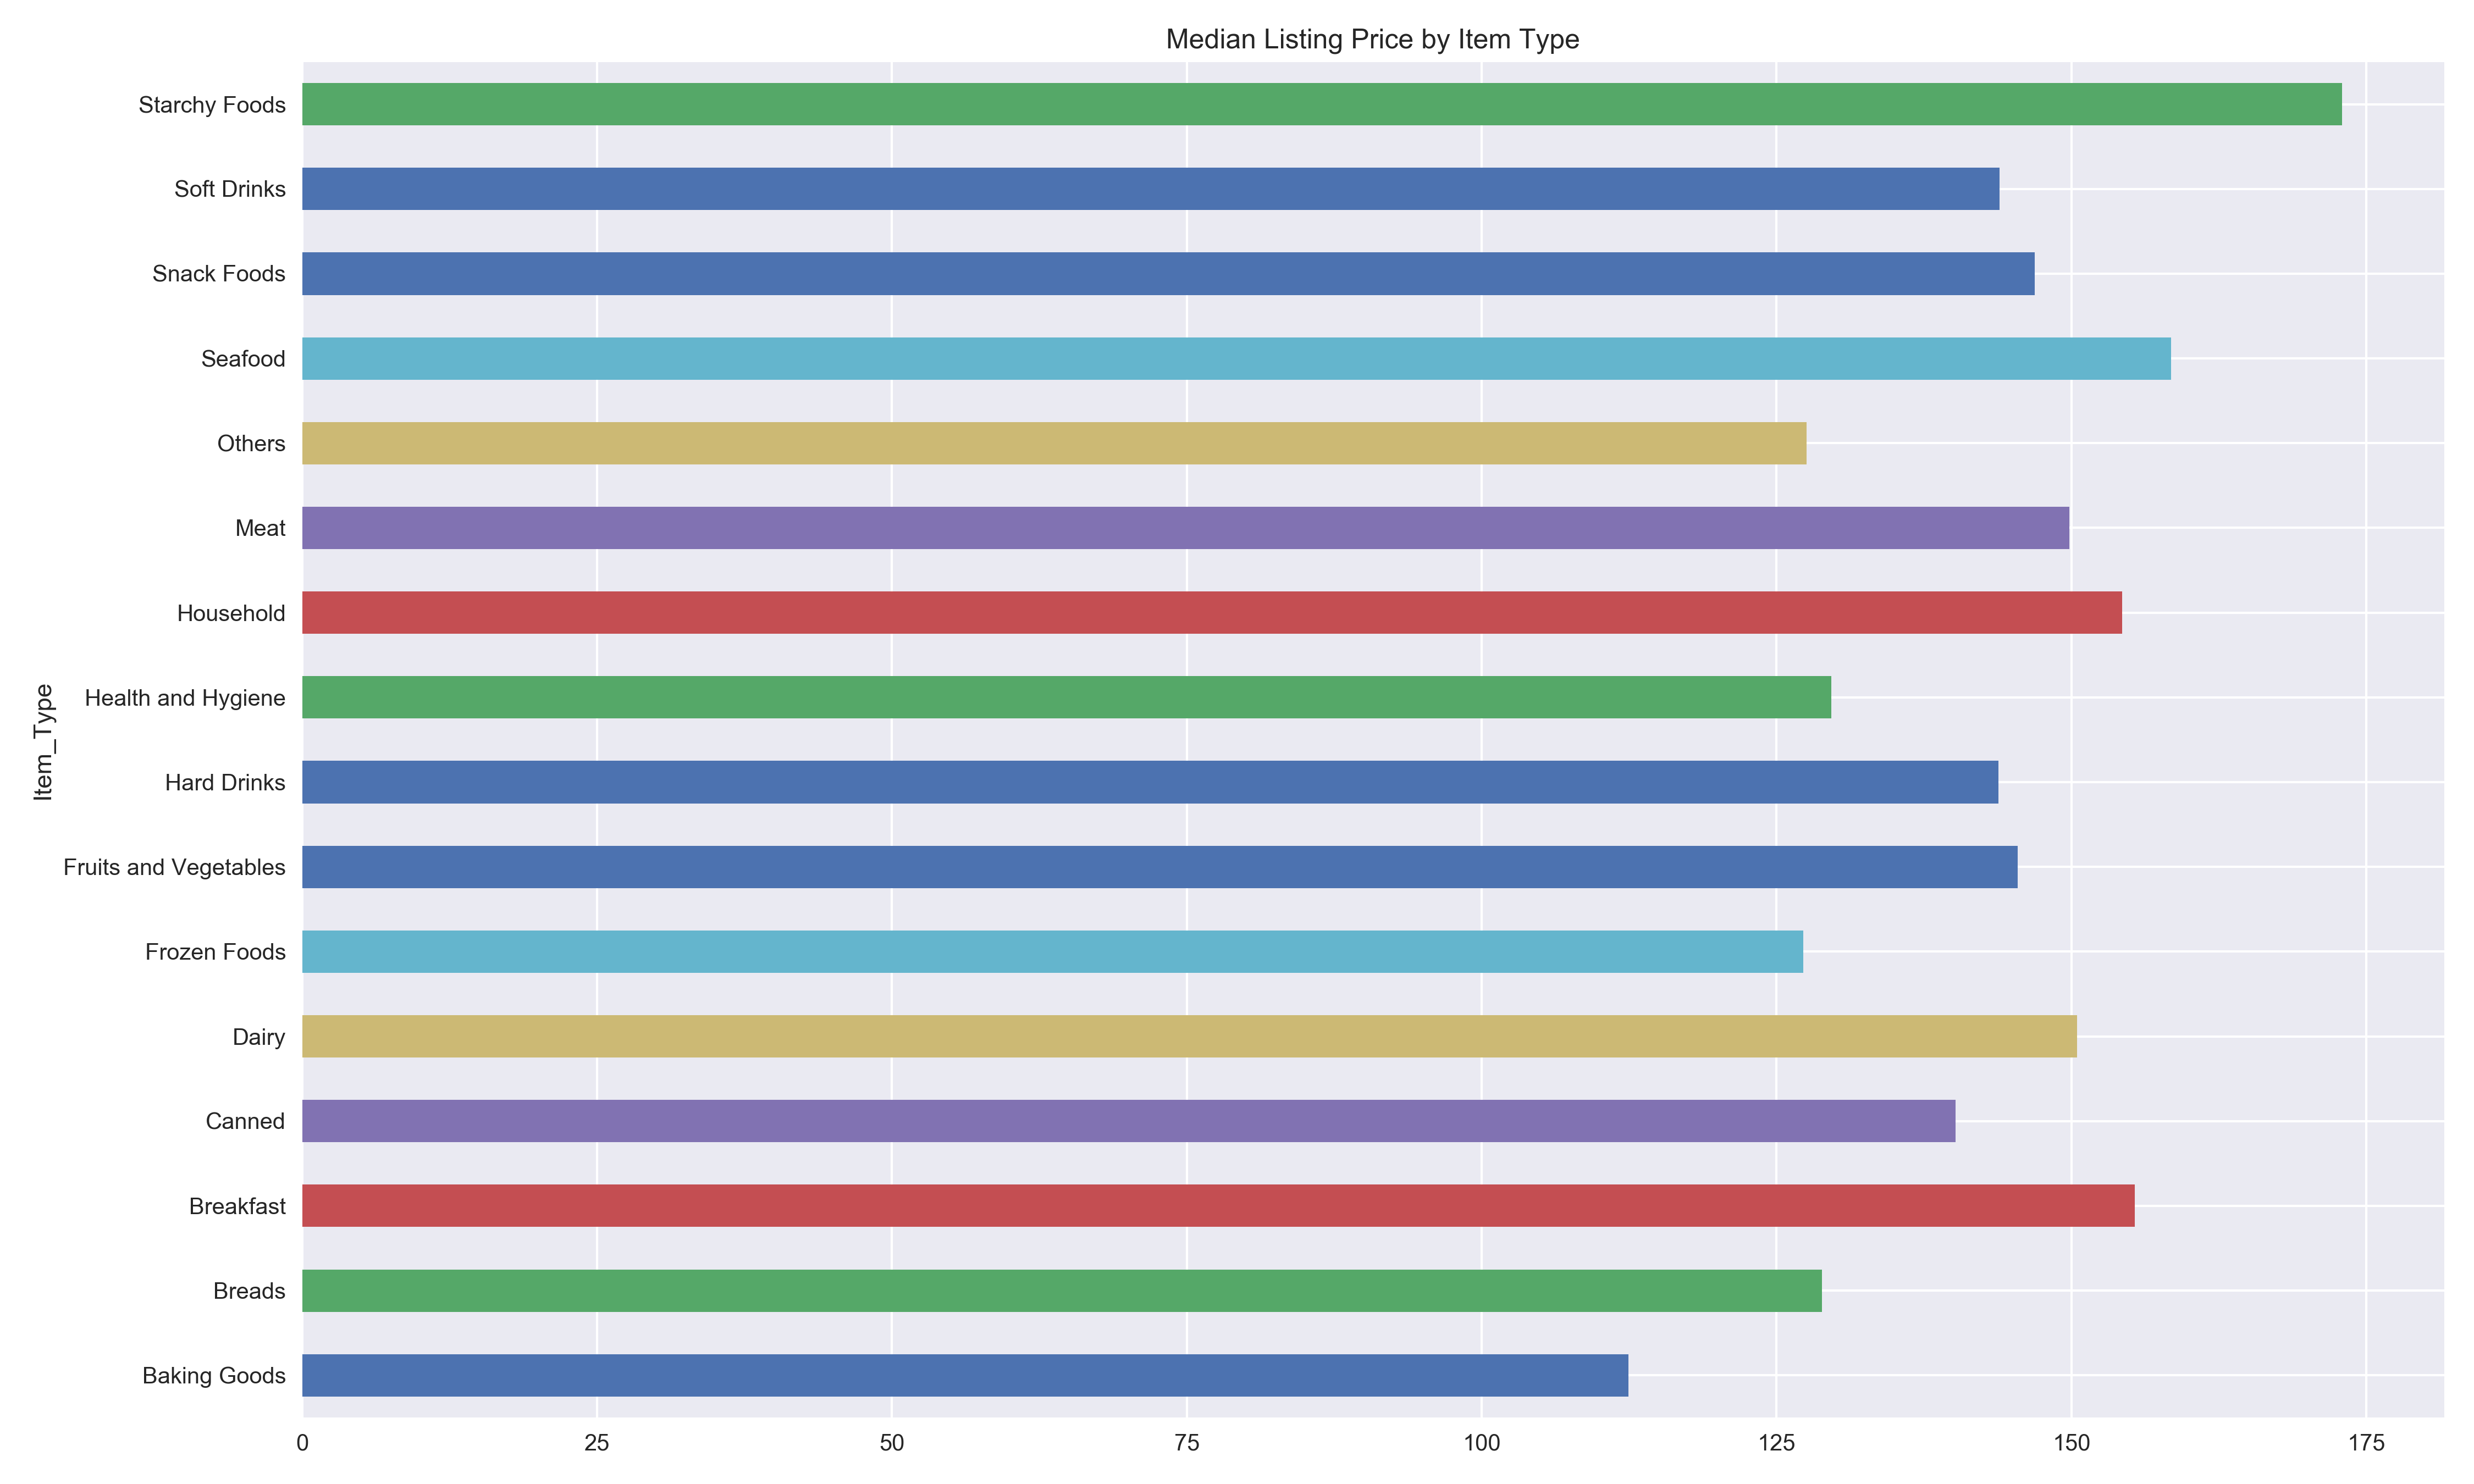 Median Listing Price by Item Type
Starchy Foods
Soft Drinks
Snack Foods
Seafood
Others
Meat
Household
Health and Hygiene
Hard Drinks
Fruits and Vegetables
Frozen Foods
Dairy
Canned
Breakfast
Breads
Baking Goods
Item_Type
0 25 50 75 100 125 150 175